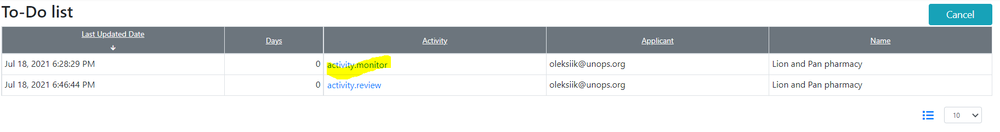 To-Do list
Cancel
Last Updated Date Days Activity Applicant Name
Jul 18, 2021 6:28:29 PM 0 activity.monitor oleksiik@unops.org Lion and Pan pharmacy
Jul 18, 2021 6:46:44 PM 0 activity.review oleksiik@unops.org Lion and Pan pharmacy
10